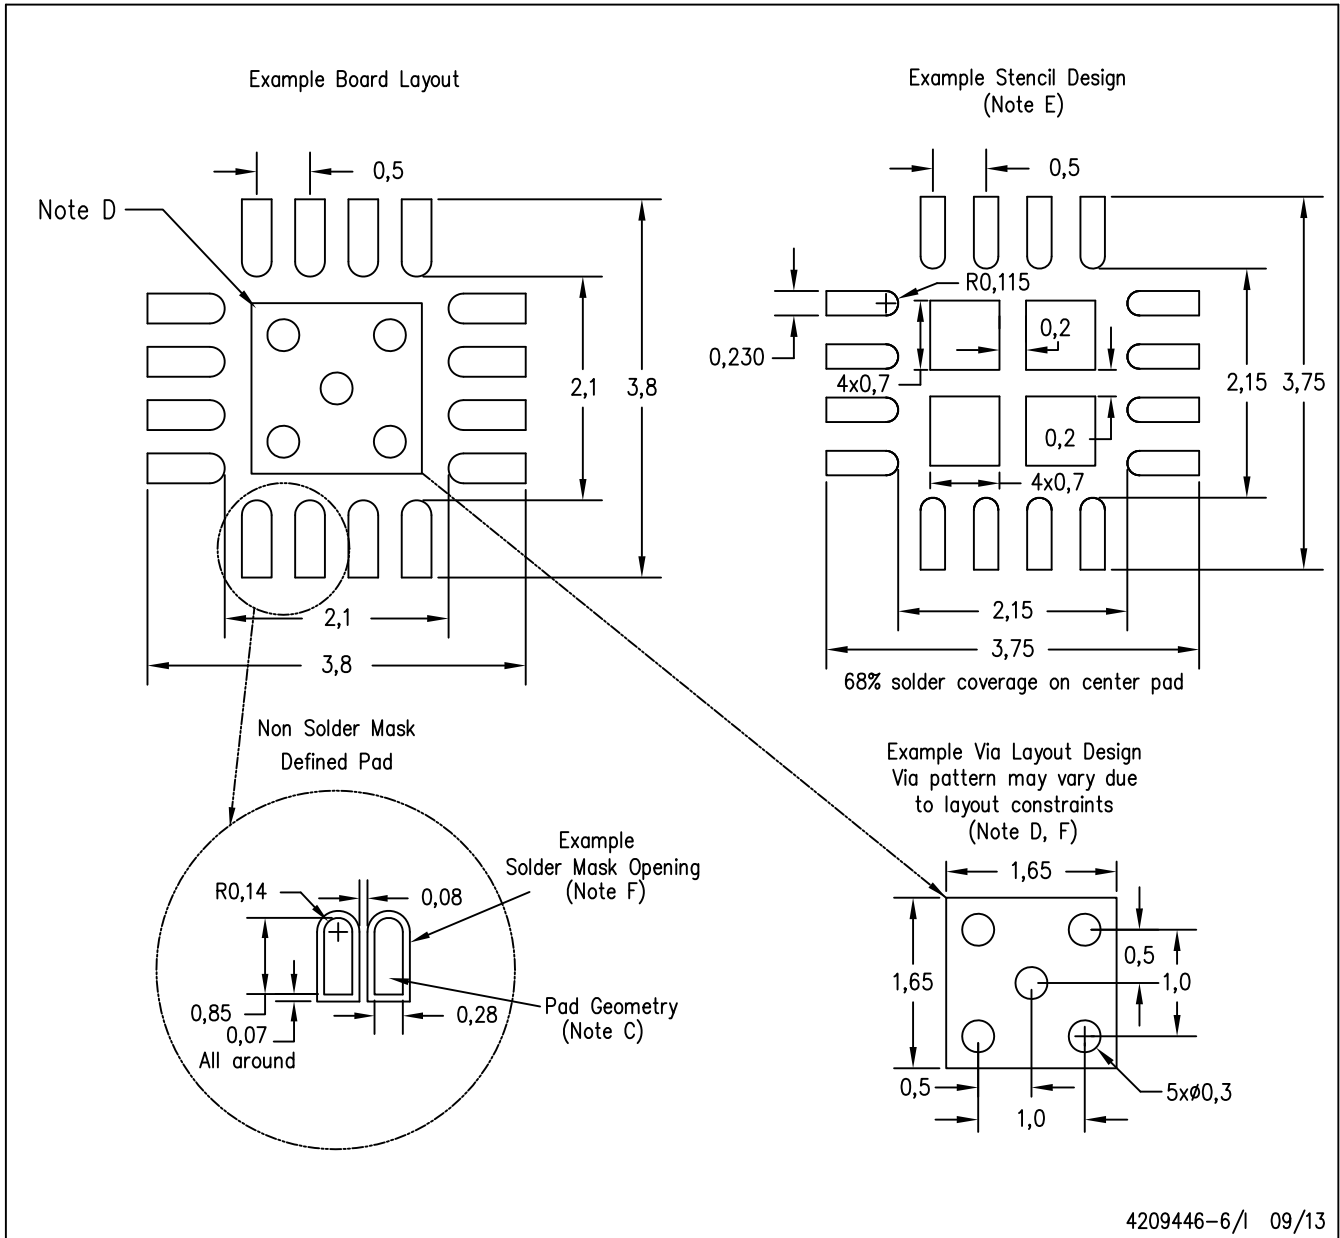 Example Board Layout
0,5
Note D
2,1
3,8
2,1
3,8
Example Stencil Design
(Note E)
0,5
R0,115
0,230
0,2
4x0,7
2,15
3,75
0,2
4x0,7
2,15
3,75
68% solder coverage on center pad
Non Solder Mask
Defined Pad
Example
Solder Mask Opening
(Note F)
R0,14
0,08
0,85
0,07
All around
0,28
Pad Geometry
(Note C)
Example Via Layout Design
Via pattern may vary due
to layout constraints
(Note D, F)
1,65
1,65
0,5
1,0
0,5
1,0
5xø0,3
4209446-6/I 09/13